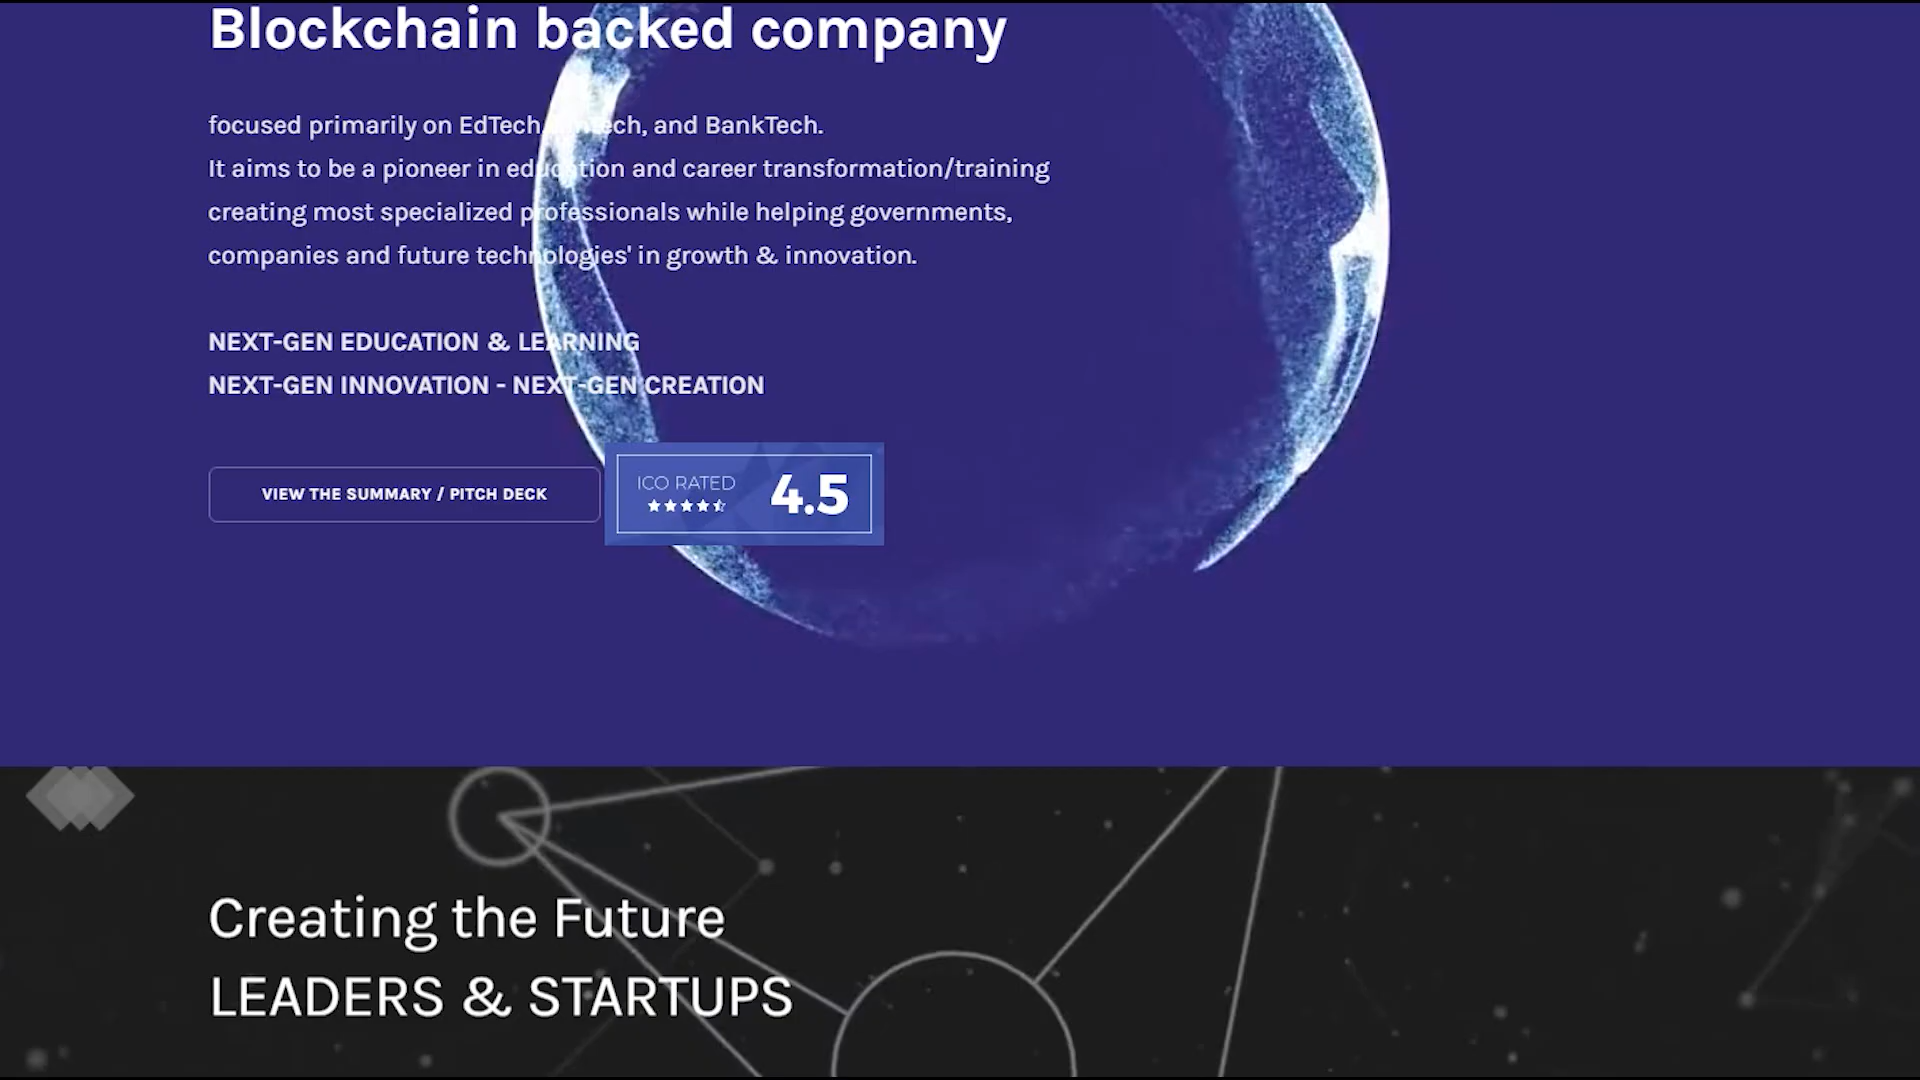 Blockchain backed company
focused primarily on EdTech, and BankTech.
It aims to be a pioneer in education and career transformation/training
creating most specialized professionals while helping governments,
companies and future technologies' in growth & innovation.
NEXT-GEN EDUCATION & LEARNING
NEXT-GEN INNOVATION - NEXT-GEN CREATION
VIEW THE SUMMARY / PITCH DECK
ICO RATED
4.5
Creating the Future
LEADERS & STARTUPS